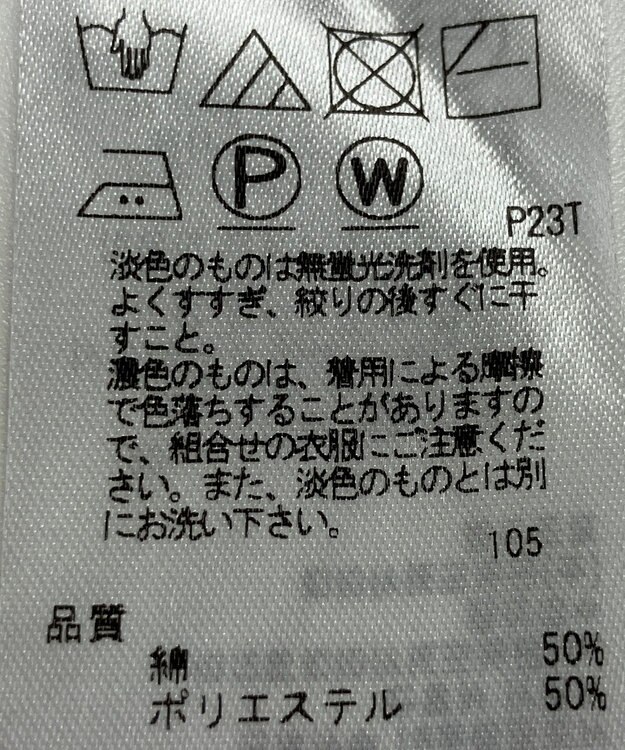 P W
P23T
淡色のものは無蛍光洗剤を使用。
よくすすぎ、絞りの後すぐに干
すこと。
濃色のものは、着用による摩擦
で色落ちすることがありますの
で、組合せの衣服にご注意くだ
さい。また、淡色のものとは別
にお洗い下さい。
105
品質
綿 50%
ポリエステル 50%